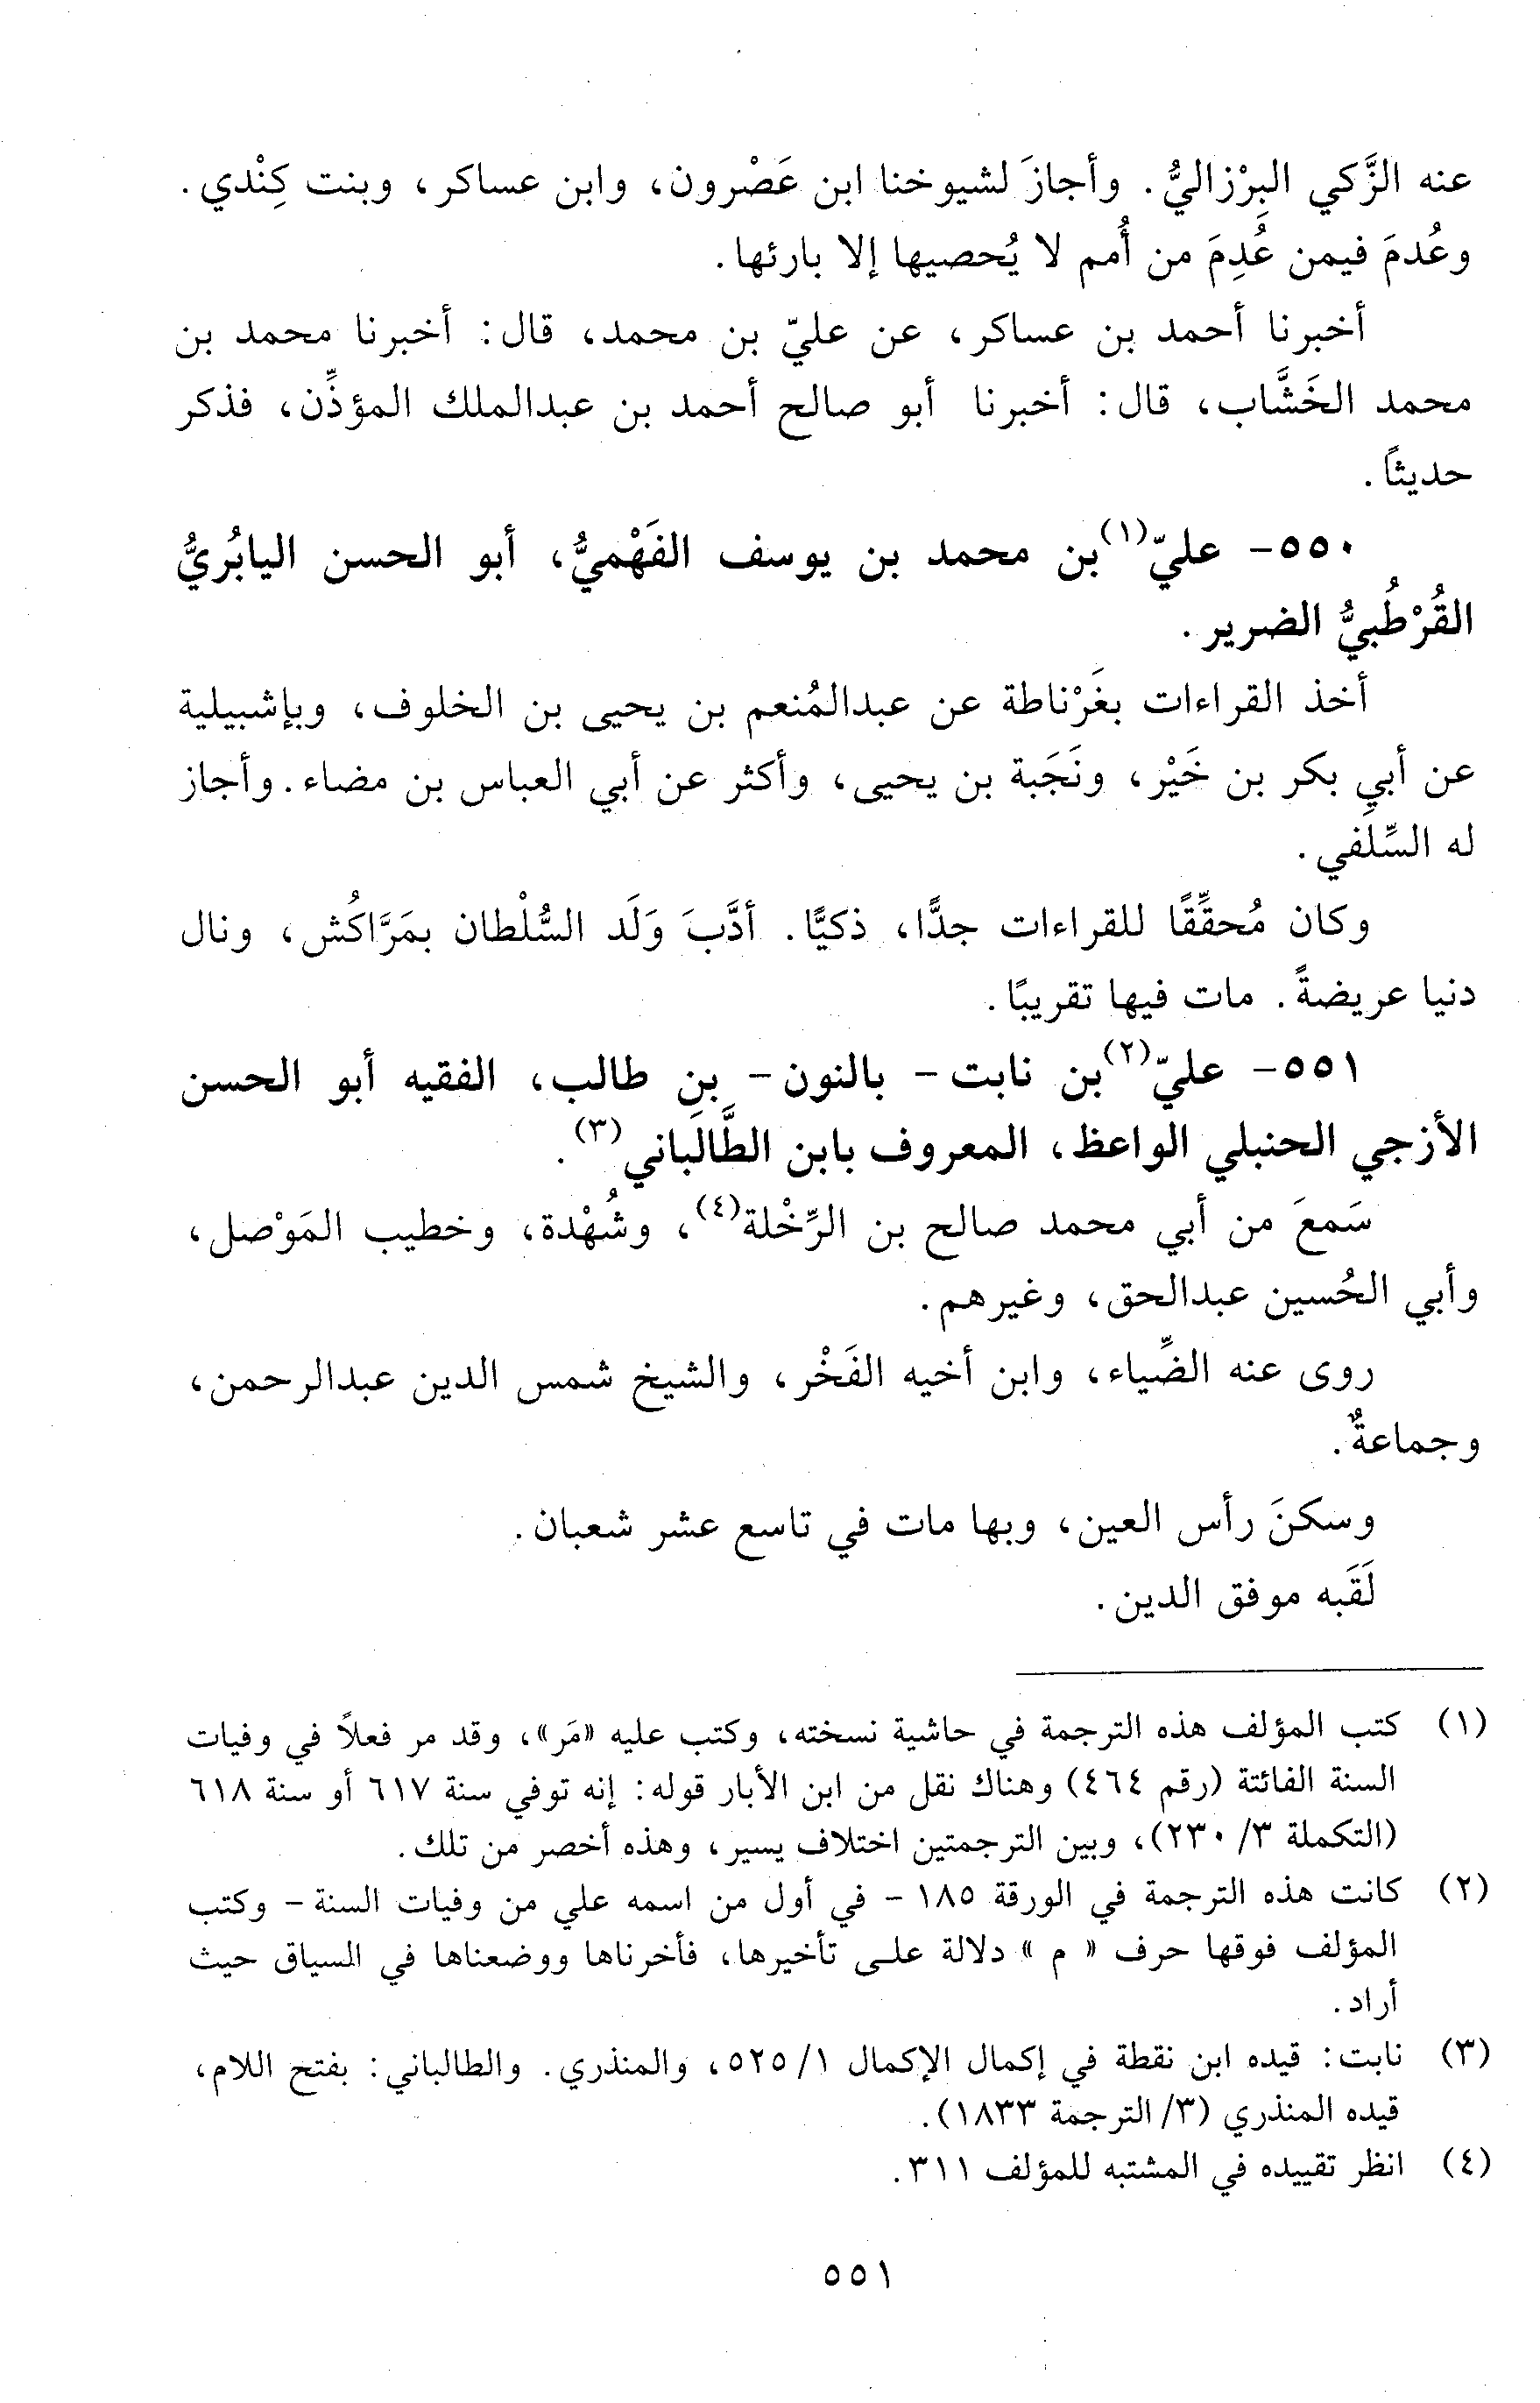 عنه الزَّكي البِرْزاليُّ. وأجازَ لشيوخنا ابن عَصْرون، وابن عساكر، وبنت كِنْدي.
وعُدمَ فيمن عُدِمَ من أُمم لا يُحصيها إلا بارئها.
أخبرنا أحمد بن عساكر، عن عليّ بن محمد، قال: أخبرنا محمد بن
محمد الخَشَّاب، قال: أخبرنا أبو صالح أحمد بن عبدالملك المؤذِّن، فذكر
حديثاً.
٥٥٠- عليّ(١) بن محمد بن يوسف الفَهْميُّ، أبو الحسن اليابُريُّ
القُرْطُبيُّ الضرير.
أخذ القراءات بغَرْناطة عن عبدالمُنعم بن يحيى بن الخلوف، وبإشبيلية
عن أبي بكر بن خَيْر، ونَجَبة بن يحيى، وأكثر عن أبي العباس بن مضاء. وأجاز
له السِّلَفي.
وكان مُحقِّقًا للقراءات جدًّا، ذكيًّا. أدَّبَ وَلَد السُّلْطان بمَرَّاكُش، ونال
دنيا عريضةً. مات فيها تقريبًا.
٥٥١- عليّ(٢) بن نابت - بالنون - بن طالب، الفقيه أبو الحسن
الأزجي الحنبلي الواعظ، المعروف بابن الطَّالَباني(٣).
سَمعَ من أبي محمد صالح بن الرِّخْلة(٤)، وشُهْدة، وخطيب المَوْصل،
وأبي الحُسين عبدالحق، وغيرهم.
روى عنه الضِّياء، وابن أخيه الفَخْر، والشيخ شمس الدين عبدالرحمن،
وجماعةٌ.
وسكنَ رأس العين، وبها مات في تاسع عشر شعبان.
لَقَبه موفق الدين.
(١) كتب المؤلف هذه الترجمة في حاشية نسخته، وكتب عليه «مَر»، وقد مر فعلاً في وفيات
السنة الفائتة (رقم ٤٦٤) وهناك نقل من ابن الأبار قوله: إنه توفي سنة ٦١٧ أو سنة ٦١٨
(التكملة ٣/ ٢٣٠)، وبين الترجمتين اختلاف يسير، وهذه أخصر من تلك.
(٢) كانت هذه الترجمة في الورقة ١٨٥ - في أول من اسمه علي من وفيات السنة - وكتب
المؤلف فوقها حرف « م » دلالة على تأخيرها، فأخرناها ووضعناها في السياق حيث
أراد.
(٣) نابت: قيده ابن نقطة في إكمال الإكمال ١/ ٥٢٥، والمنذري. والطالباني: بفتح اللام،
قيده المنذري (٣/ الترجمة ١٨٣٣).
(٤) انظر تقييده في المشتبه للمؤلف ٣١١.
٥٥١